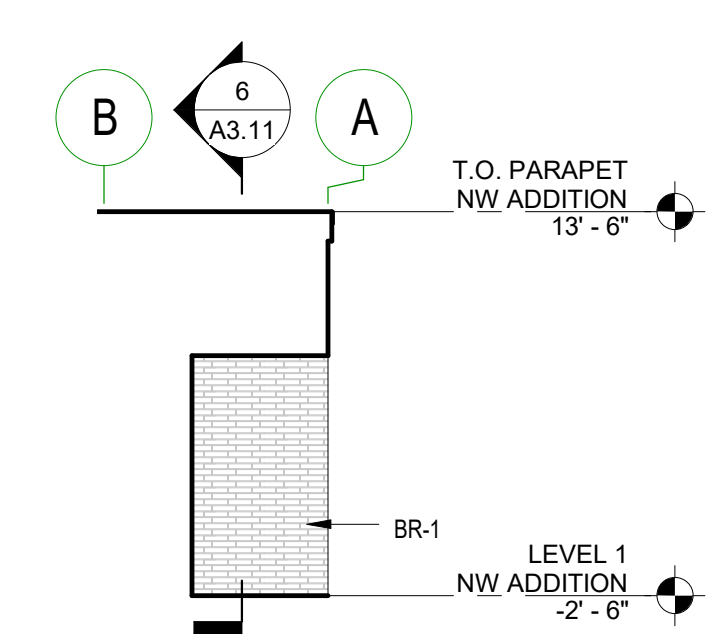 B
6
A3.11
A
T.O. PARAPET
NW ADDITION
13' - 6"
BR-1
LEVEL 1
NW ADDITION
-2' - 6"